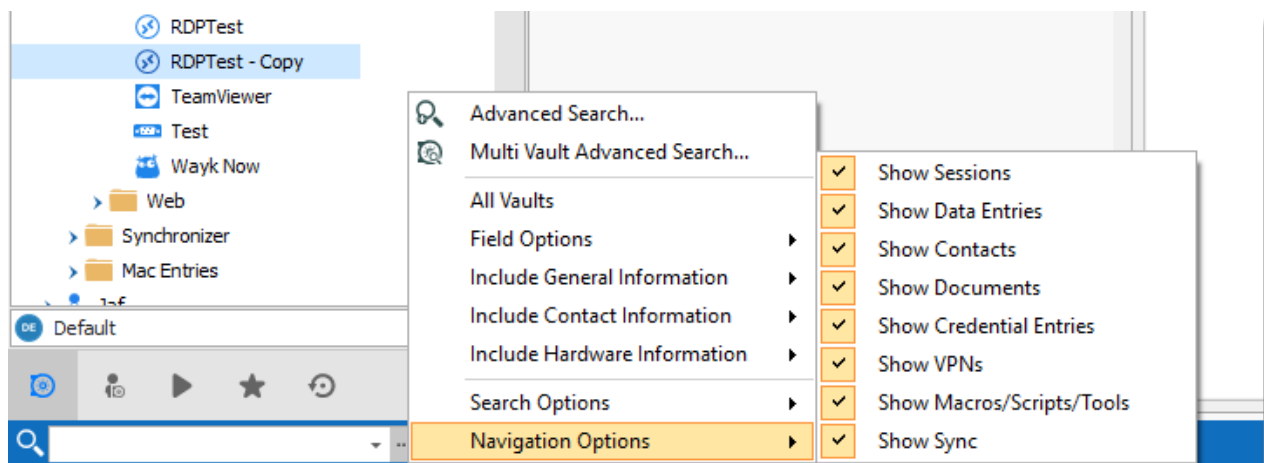 RDPTest
RDPTest - Copy
TeamViewer
Test
Wayk Now
Web
Synchronizer
Mac Entries
DE Default
Advanced Search...
Multi Vault Advanced Search...
All Vaults
Field Options
Include General Information
Include Contact Information
Include Hardware Information
Search Options
Navigation Options
Show Sessions
Show Data Entries
Show Contacts
Show Documents
Show Credential Entries
Show VPNs
Show Macros/Scripts/Tools
Show Sync